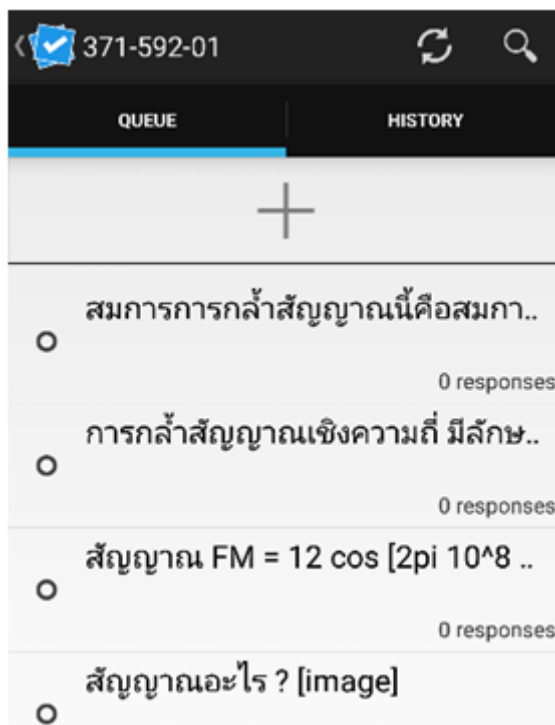 371-592-01
QUEUE HISTORY
สมการการกล้ำสัญญาณนี้คือสมกา..
0 responses
การกล้ำสัญญาณเชิงความถี่ มีลักษ..
0 responses
สัญญาณ FM = 12 cos [2pi 10^8 ..
0 responses
สัญญาณอะไร ? [image]